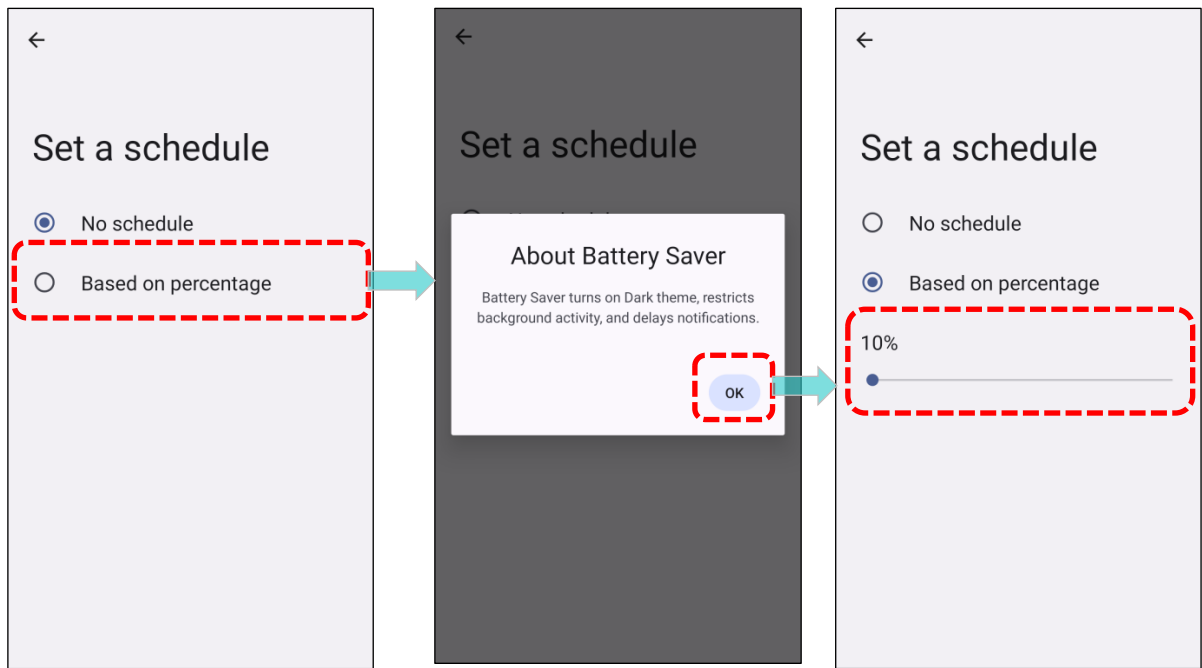 Set a schedule
No schedule
Based on percentage
Set a schedule
About Battery Saver
Battery Saver turns on Dark theme, restricts
background activity, and delays notifications.
OK
Set a schedule
No schedule
Based on percentage
10%